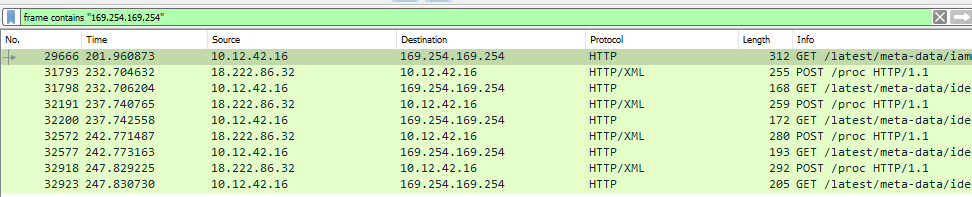 frame contains "169.254.169.254"
No. Time Source Destination Protocol Length Info
29666 201.960873 10.12.42.16 169.254.169.254 HTTP 312 GET /latest/meta-data/iam
31793 232.704632 18.222.86.32 10.12.42.16 HTTP/XML 255 POST /proc HTTP/1.1
31798 232.706204 10.12.42.16 169.254.169.254 HTTP 168 GET /latest/meta-data/ide
32191 237.740765 18.222.86.32 10.12.42.16 HTTP/XML 259 POST /proc HTTP/1.1
32200 237.742558 10.12.42.16 169.254.169.254 HTTP 172 GET /latest/meta-data/ide
32572 242.771487 18.222.86.32 10.12.42.16 HTTP/XML 280 POST /proc HTTP/1.1
32577 242.773163 10.12.42.16 169.254.169.254 HTTP 193 GET /latest/meta-data/ide
32918 247.829225 18.222.86.32 10.12.42.16 HTTP/XML 292 POST /proc HTTP/1.1
32923 247.830730 10.12.42.16 169.254.169.254 HTTP 205 GET /latest/meta-data/ide